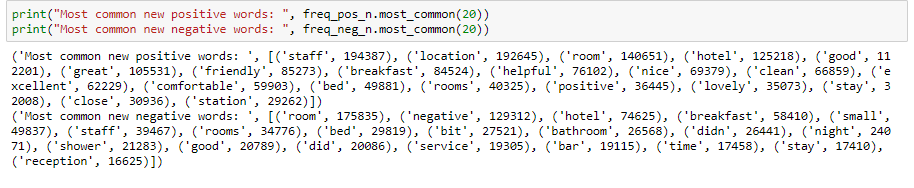 print("Most common new positive words: ", freq_pos_n.most_common(20))
print("Most common new negative words: ", freq_neg_n.most_common(20))
('Most common new positive words: ', [('staff', 194387), ('location', 192645), ('room', 140651), ('hotel', 125218), ('good', 11
2201), ('great', 105531), ('friendly', 85273), ('breakfast', 84524), ('helpful', 76102), ('nice', 69379), ('clean', 66859), ('e
xcellent', 62229), ('comfortable', 59903), ('bed', 49881), ('rooms', 40325), ('positive', 36445), ('lovely', 35073), ('stay', 3
2008), ('close', 30936), ('station', 29262)])
('Most common new negative words: ', [('room', 175835), ('negative', 129312), ('hotel', 74625), ('breakfast', 58410), ('small',
49837), ('staff', 39467), ('rooms', 34776), ('bed', 29819), ('bit', 27521), ('bathroom', 26568), ('didn', 26441), ('night', 240
71), ('shower', 21283), ('good', 20789), ('did', 20086), ('service', 19305), ('bar', 19115), ('time', 17458), ('stay', 17410),
('reception', 16625)])